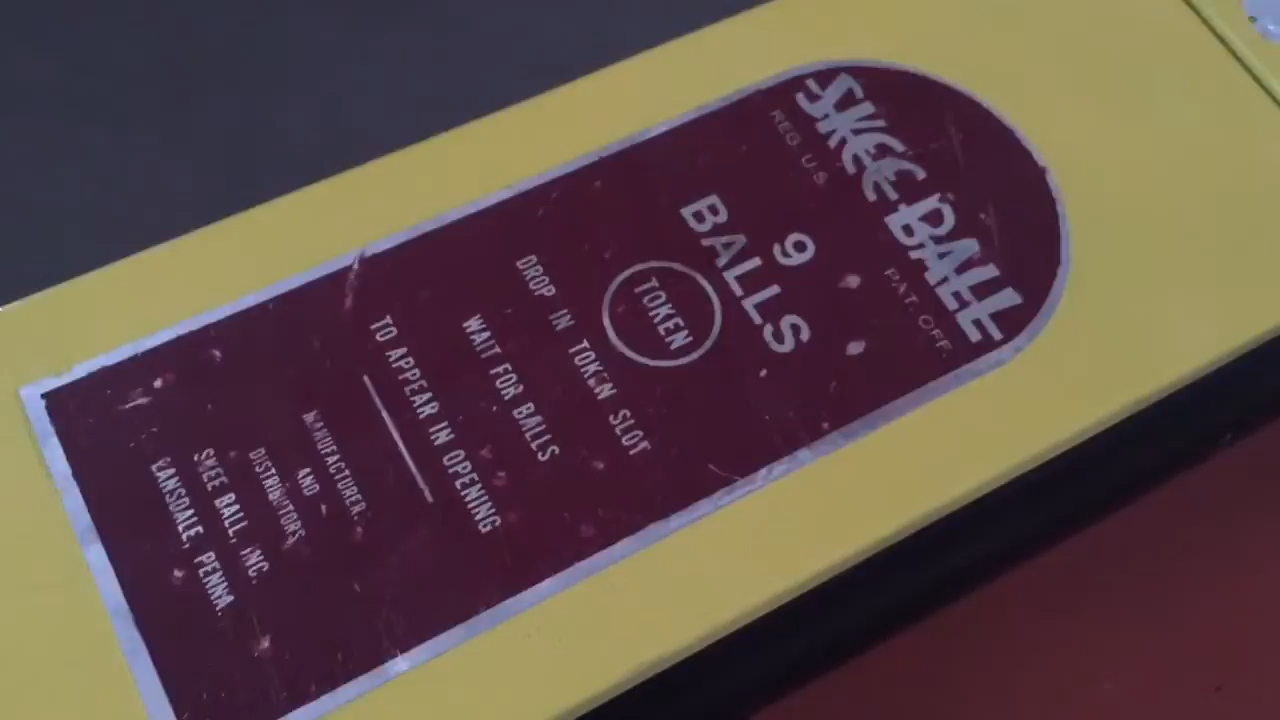 SKEE-BALL
REG. U.S. PAT. OFF.
9
BALLS
TOKEN
DROP IN TOKEN SLOT
WAIT FOR BALLS
TO APPEAR IN OPENING
MANUFACTURER
AND
DISTRIBUTORS
SKEE BALL, INC.
LANSDALE, PENNA.